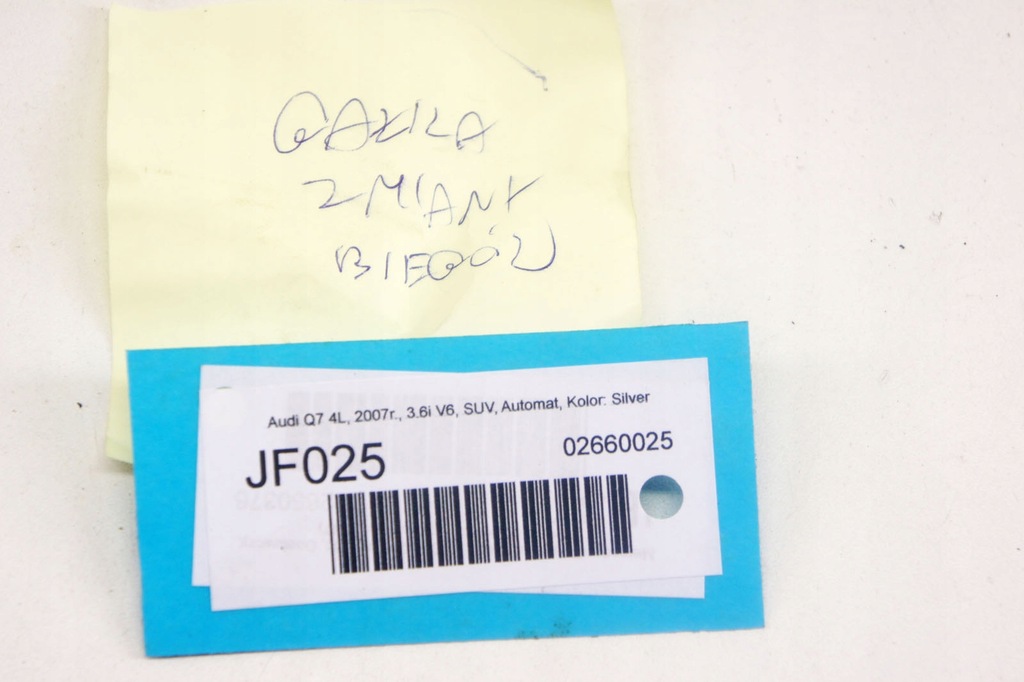 GAŁKA
ZMIANY
BIEGÓW
Audi Q7 4L, 2007r., 3.6i V6, SUV, Automat, Kolor: Silver
JF025
02660025